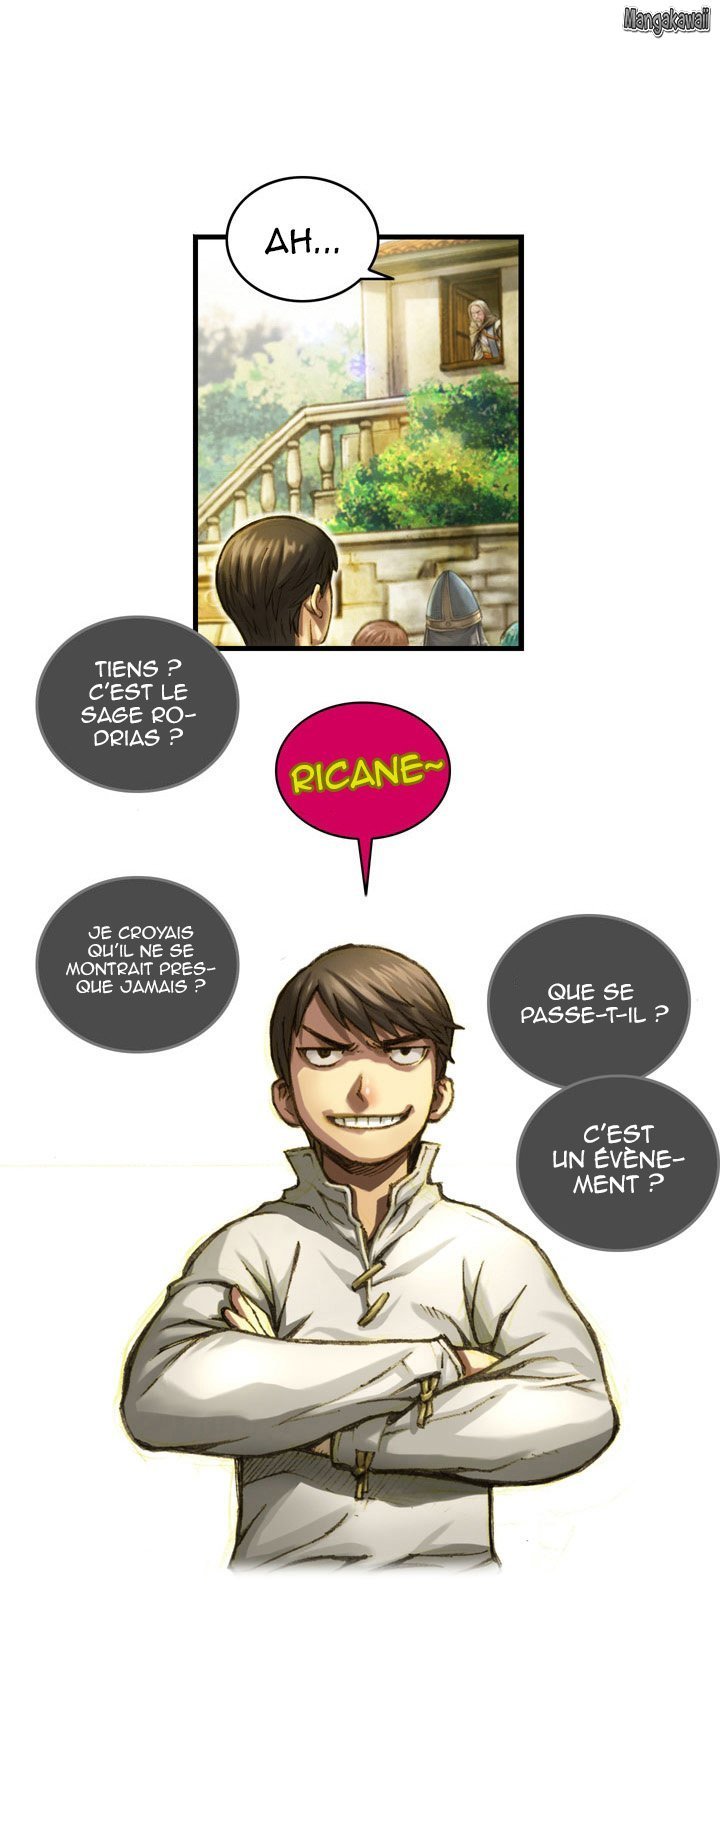 Mangakawaii
AH...
TIENS ?
C'EST LE
SAGE RO-
DRIAS ?
RICANE~
JE CROYAIS
QU'IL NE SE
MONTRAIT PRES-
QUE JAMAIS ?
QUE SE
PASSE-T-IL ?
C'EST
UN ÉVÈNE-
MENT ?